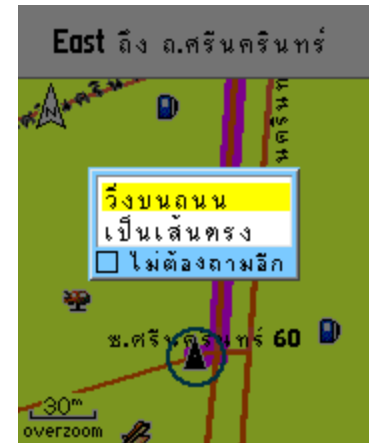 East ถึง ถ.ศรีนครินทร์
วิ่งบนถนน
เป็นเส้นตรง
ไม่ต้องถามอีก
ซ.ศรีนครินทร์ 60
30m
overzoom